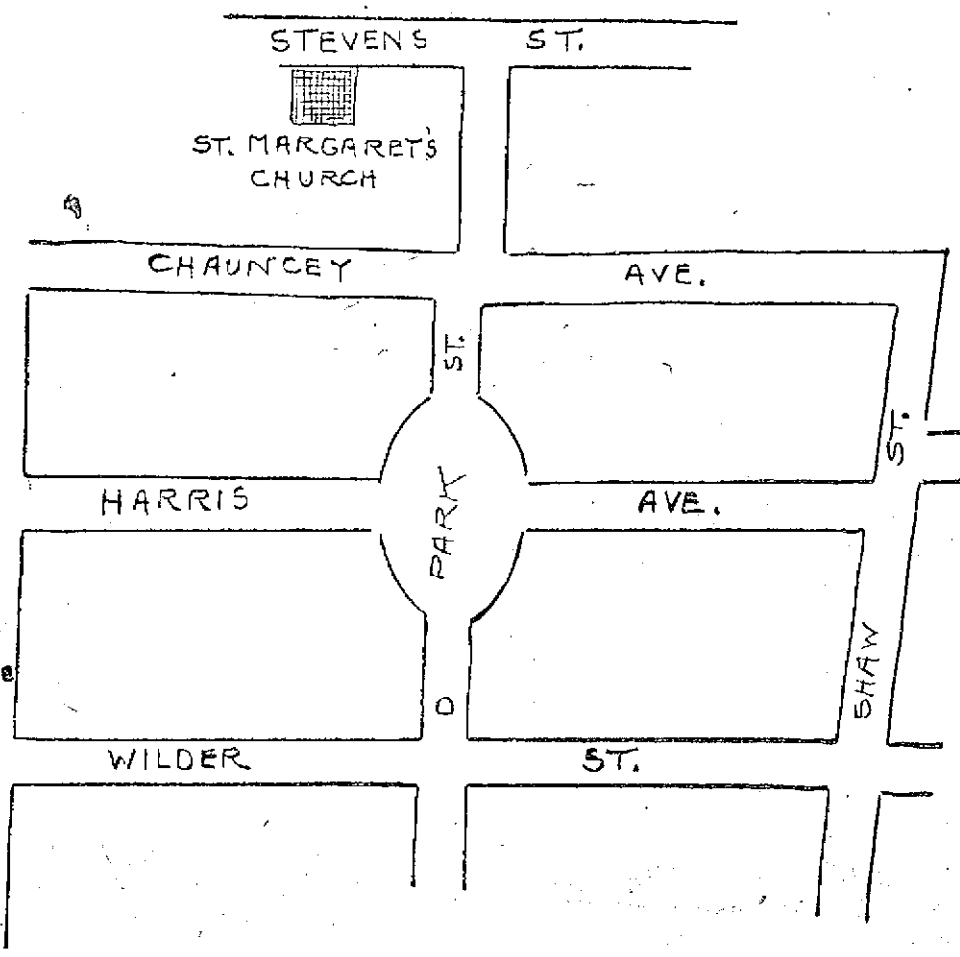 STEVENS ST.
ST. MARGARET'S
CHURCH
CHAUNCEY AVE.
HARRIS AVE.
WILDER ST.
D PARK ST.
SHAW ST.